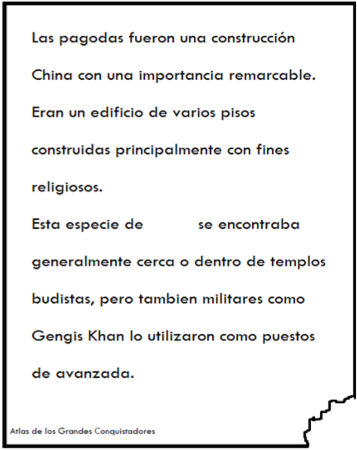 Las pagodas fueron una construcción
China con una importancia remarcable.
Eran un edificio de varios pisos
construidas principalmente con fines
religiosos.
Esta especie de se encontraba
generalmente cerca o dentro de templos
budistas, pero tambien militares como
Gengis Khan lo utilizaron como puestos
de avanzada.
Atlas de los Grandes Conquistadores